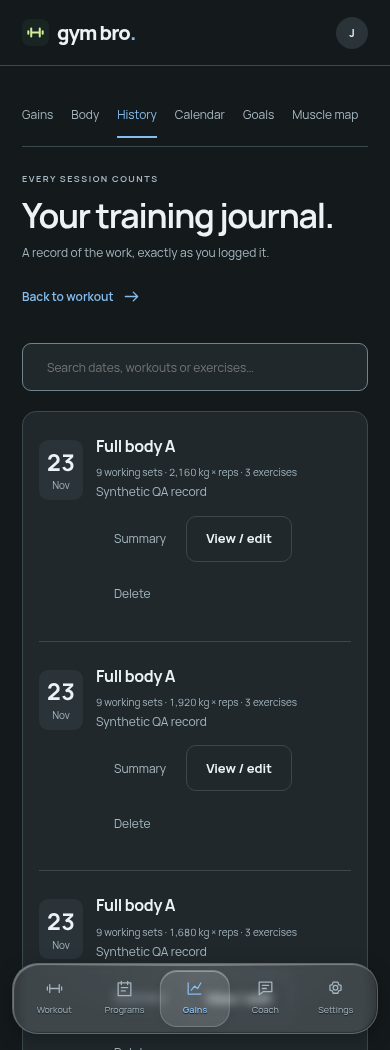 gym bro.
J
Gains Body History Calendar Goals Muscle map
EVERY SESSION COUNTS
Your training journal.
A record of the work, exactly as you logged it.
Back to workout →
Search dates, workouts or exercises...
23
Nov
Full body A
9 working sets · 2,160 kg × reps · 3 exercises
Synthetic QA record
Summary View / edit
Delete
23
Nov
Full body A
9 working sets · 1,920 kg × reps · 3 exercises
Synthetic QA record
Summary View / edit
Delete
23
Nov
Full body A
9 working sets · 1,680 kg × reps · 3 exercises
Synthetic QA record
Workout Programs Gains Coach Settings